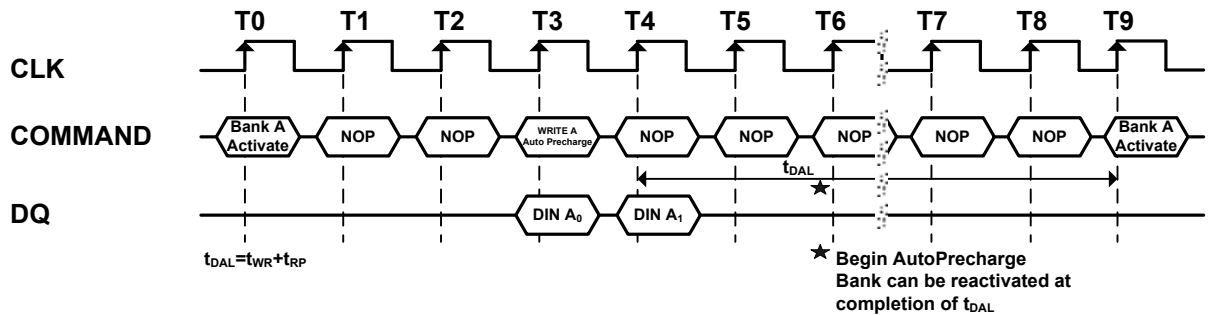 T0 T1 T2 T3 T4 T5 T6 T7 T8 T9
CLK
COMMAND
Bank A Activate NOP NOP WRITE A Auto Precharge NOP NOP NOP NOP NOP Bank A Activate
tDAL
DQ
DIN A0 DIN A1
tDAL=tWR+tRP
★ Begin AutoPrecharge
Bank can be reactivated at
completion of tDAL